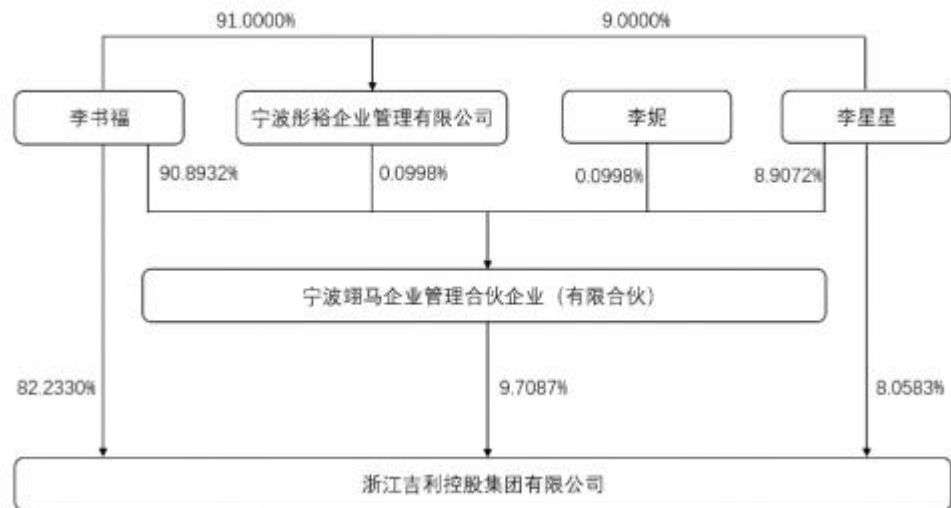 91.0000%
9.0000%
李书福
宁波彤裕企业管理有限公司
李妮
李星星
90.8932%
0.0998%
0.0998%
8.9072%
宁波翊马企业管理合伙企业（有限合伙）
82.2330%
9.7087%
8.0583%
浙江吉利控股集团有限公司